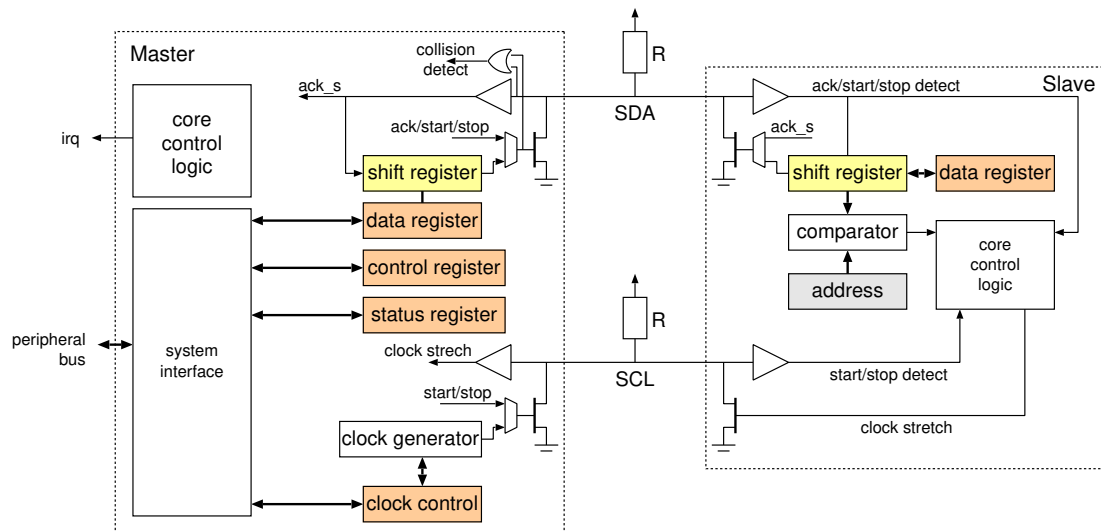 Master
collision
detect
R
Slave
ack_s
SDA
ack/start/stop detect
irq
core
control
logic
ack/start/stop
ack_s
shift register
shift register
data register
data register
comparator
core
control
logic
control register
address
status register
R
peripheral
bus
system
interface
clock strech
SCL
start/stop detect
start/stop
clock generator
clock stretch
clock control